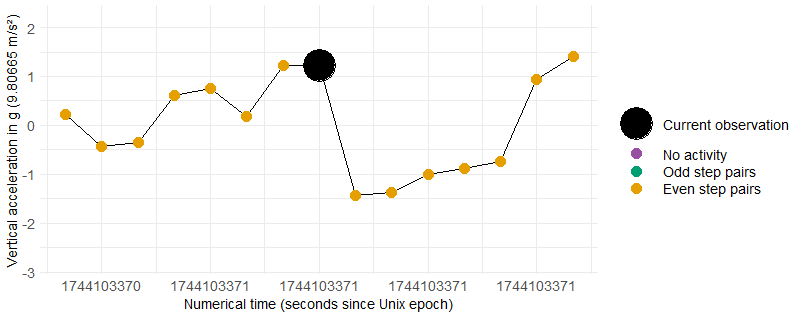 Vertical acceleration in g (9.80665 m/s²)
2
1
0
-1
-2
-3
1744103370 1744103371 1744103371 1744103371 1744103371
Numerical time (seconds since Unix epoch)
Current observation
No activity
Odd step pairs
Even step pairs